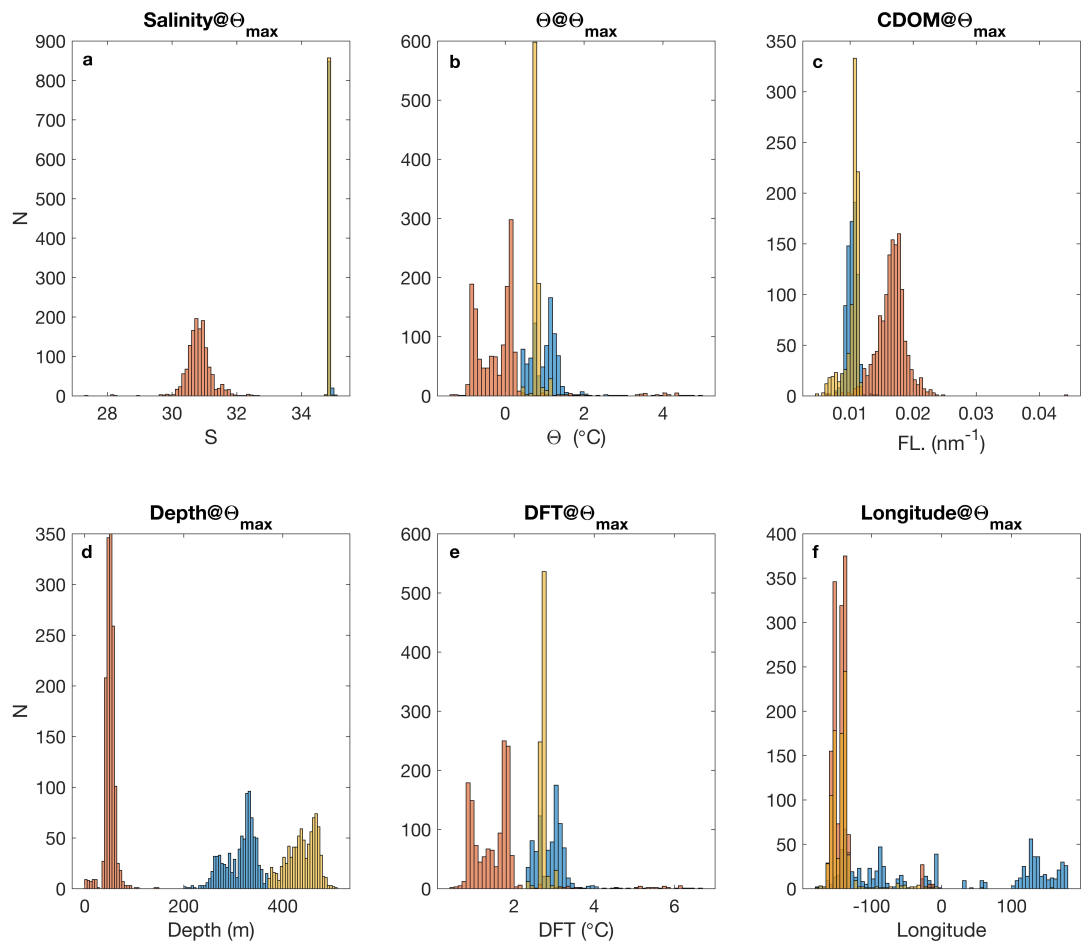 Salinity@Θmax
a
900
800
700
600
500
400
300
200
100
0
N
28 30 32 34
S
Θ@Θmax
b
600
500
400
300
200
100
0
0 2 4
Θ (°C)
CDOM@Θmax
c
350
300
250
200
150
100
50
0
0.01 0.02 0.03 0.04
FL. (nm-1)
Depth@Θmax
d
350
300
250
200
150
100
50
0
N
0 200 400
Depth (m)
DFT@Θmax
e
600
500
400
300
200
100
0
2 4 6
DFT (°C)
Longitude@Θmax
f
400
350
300
250
200
150
100
50
0
-100 0 100
Longitude